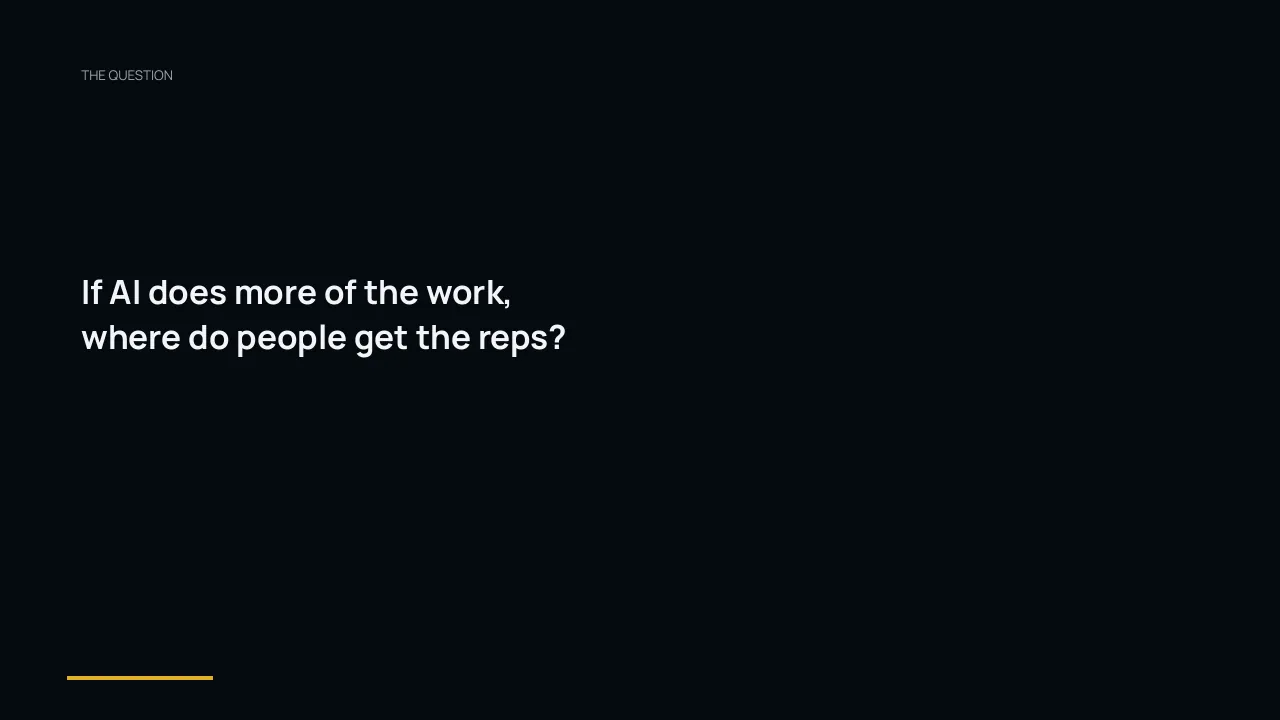 THE QUESTION
If AI does more of the work,
where do people get the reps?